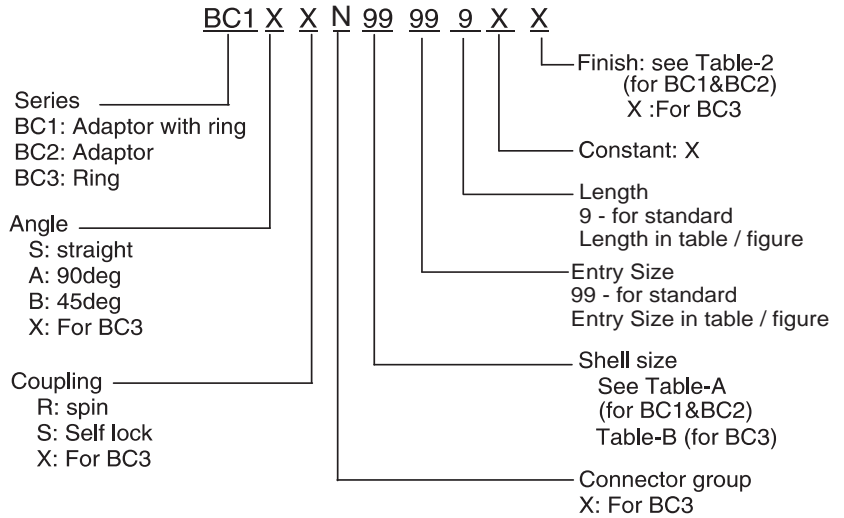 BC1 X X N 99 99 9 X X
Series
BC1: Adaptor with ring
BC2: Adaptor
BC3: Ring
Angle
S: straight
A: 90deg
B: 45deg
X: For BC3
Coupling
R: spin
S: Self lock
X: For BC3
Finish: see Table-2
(for BC1&BC2)
X :For BC3
Constant: X
Length
9 - for standard
Length in table / figure
Entry Size
99 - for standard
Entry Size in table / figure
Shell size
See Table-A
(for BC1&BC2)
Table-B (for BC3)
Connector group
X: For BC3